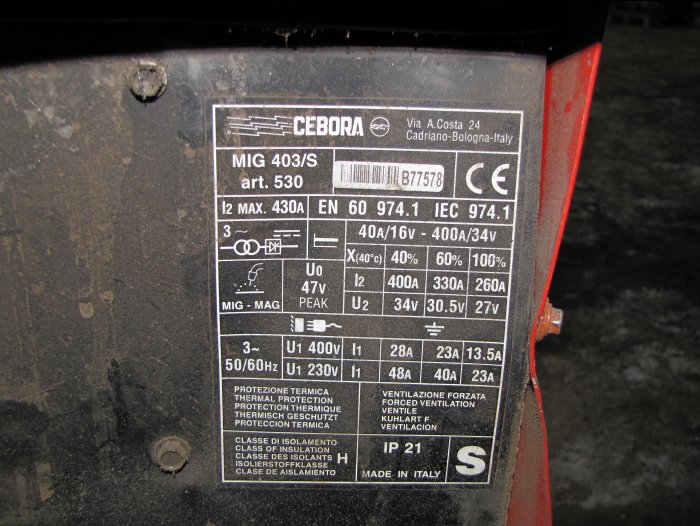 CEBORA
Via A.Costa 24
Cadriano-Bologna-Italy
MIG 403/S
art. 530
B77578
CE
I2 MAX. 430A
EN 60 974.1 IEC 974.1
3~
40A/16V - 400A/34V
X(40°C) 40% 60% 100%
U0
47V
PEAK
I2 400A 330A 260A
U2 34V 30.5V 27V
MIG - MAG
3~
50/60Hz
U1 400V I1 28A 23A 13.5A
U1 230V I1 48A 40A 23A
PROTEZIONE TERMICA
THERMAL PROTECTION
PROTECTION THERMIQUE
THERMISCH GESCHUTZT
PROTECCION TERMICA
VENTILAZIONE FORZATA
FORCED VENTILATION
VENTILE
KUHLART F
VENTILACION
CLASSE DI ISOLAMENTO
CLASS OF INSULATION
CLASSE DES ISOLANTS
ISOLIERSTOFFKLASSE
CLASE DE AISLAMIENTO
H
IP 21
MADE IN ITALY
S